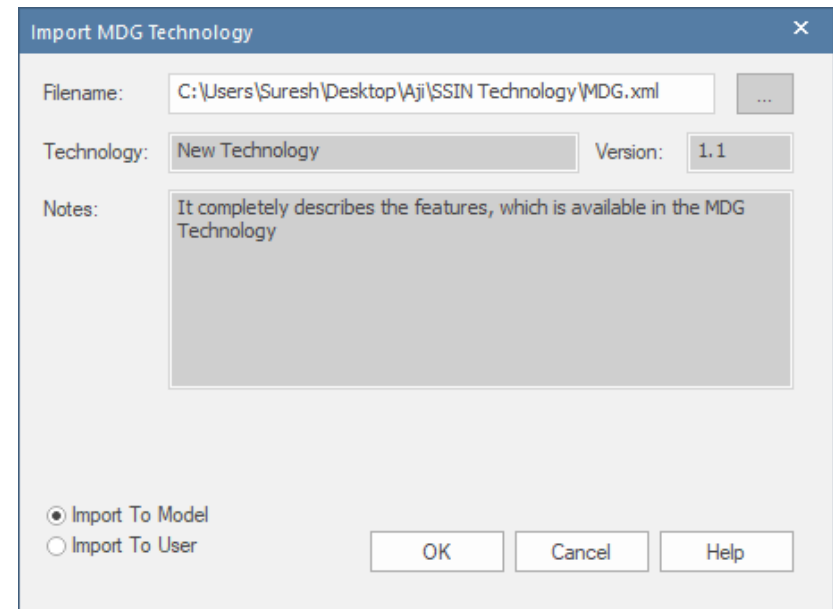 Import MDG Technology
Filename: C:\Users\Suresh\Desktop\Aji\SSIN Technology\MDG.xml ...
Technology: New Technology Version: 1.1
Notes: It completely describes the features, which is available in the MDG
Technology
Import To Model
Import To User
OK Cancel Help